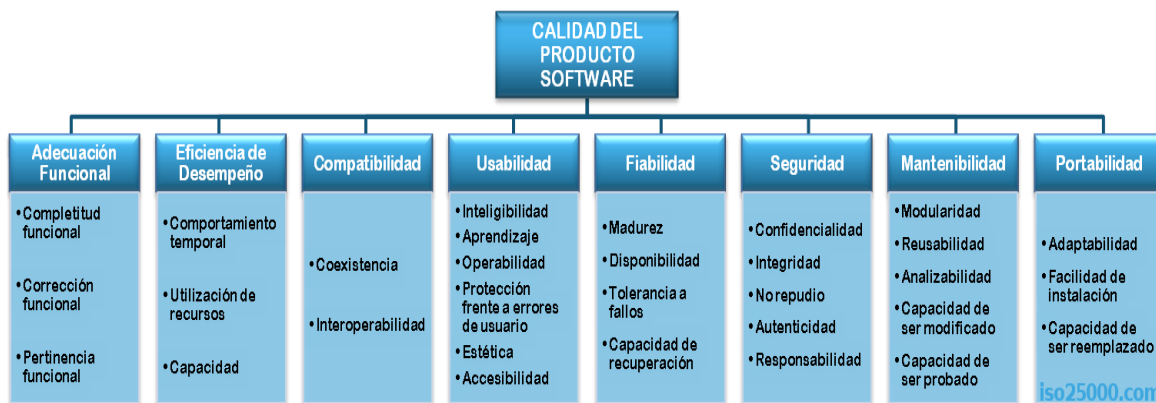 CALIDAD DEL
PRODUCTO
SOFTWARE
Adecuación
Funcional
• Completitud
funcional
• Corrección
funcional
• Pertinencia
funcional
Eficiencia de
Desempeño
• Comportamiento
temporal
• Utilización de
recursos
• Capacidad
Compatibilidad
• Coexistencia
• Interoperabilidad
Usabilidad
• Inteligibilidad
• Aprendizaje
• Operabilidad
• Protección
frente a errores
de usuario
• Estética
• Accesibilidad
Fiabilidad
• Madurez
• Disponibilidad
• Tolerancia a
fallos
• Capacidad de
recuperación
Seguridad
• Confidencialidad
• Integridad
• No repudio
• Autenticidad
• Responsabilidad
Mantenibilidad
• Modularidad
• Reusabilidad
• Analizabilidad
• Capacidad de
ser modificado
• Capacidad de
ser probado
Portabilidad
• Adaptabilidad
• Facilidad de
instalación
• Capacidad de
ser reemplazado
iso25000.com